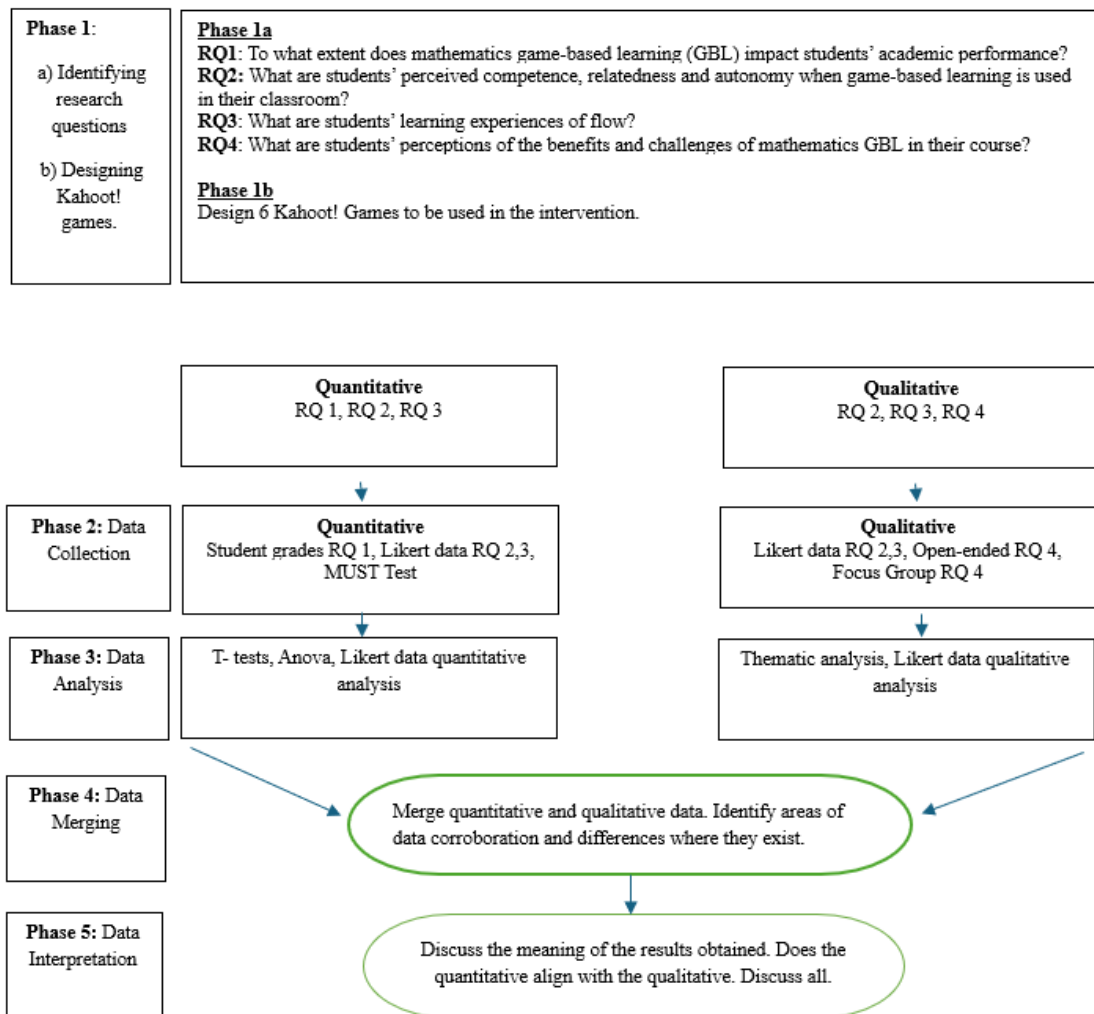 Phase 1:
a) Identifying
research
questions
b) Designing
Kahoot!
games.
Phase 1a
RQ1: To what extent does mathematics game-based learning (GBL) impact students’ academic performance?
RQ2: What are students’ perceived competence, relatedness and autonomy when game-based learning is used
in their classroom?
RQ3: What are students’ learning experiences of flow?
RQ4: What are students’ perceptions of the benefits and challenges of mathematics GBL in their course?
Phase 1b
Design 6 Kahoot! Games to be used in the intervention.
Quantitative
RQ 1, RQ 2, RQ 3
Qualitative
RQ 2, RQ 3, RQ 4
Phase 2: Data
Collection
Quantitative
Student grades RQ 1, Likert data RQ 2,3,
MUST Test
Qualitative
Likert data RQ 2,3, Open-ended RQ 4,
Focus Group RQ 4
Phase 3: Data
Analysis
T- tests, Anova, Likert data quantitative
analysis
Thematic analysis, Likert data qualitative
analysis
Phase 4: Data
Merging
Merge quantitative and qualitative data. Identify areas of
data corroboration and differences where they exist.
Phase 5: Data
Interpretation
Discuss the meaning of the results obtained. Does the
quantitative align with the qualitative. Discuss all.